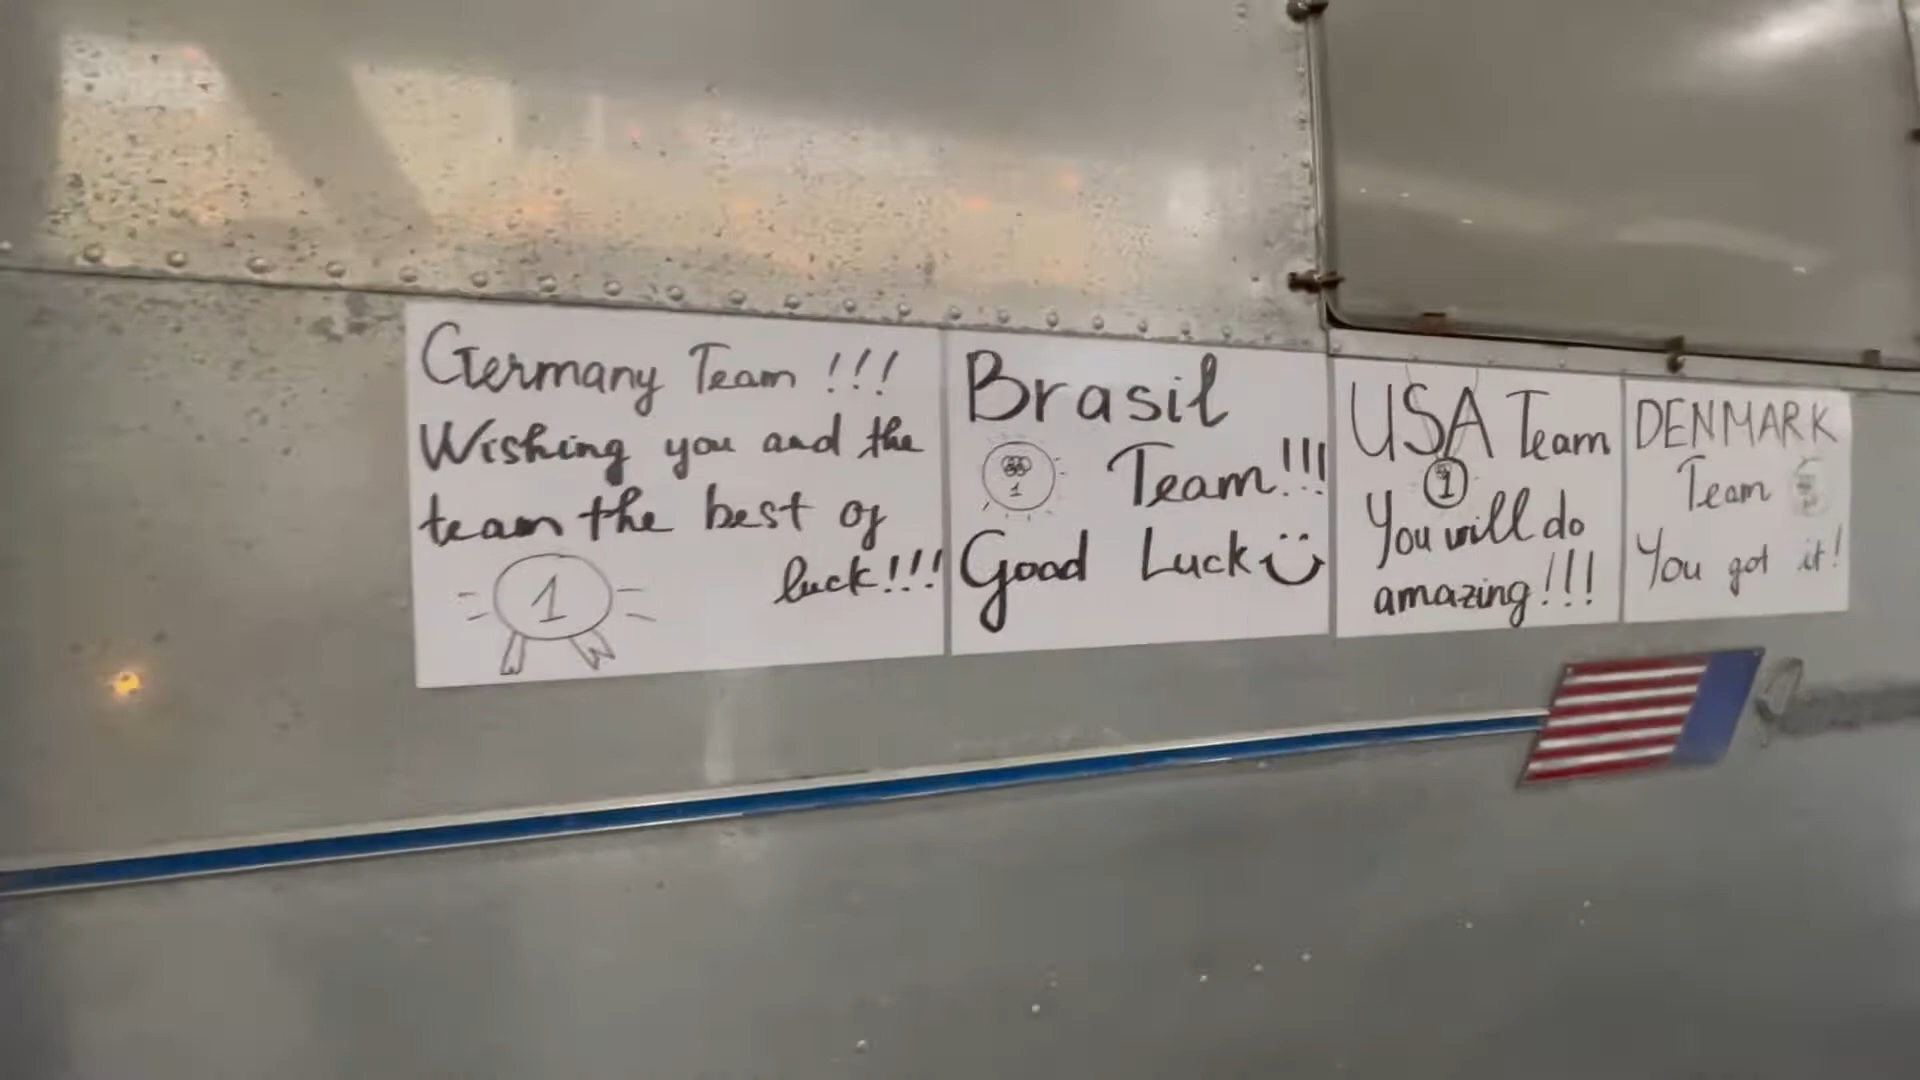 Germany Team !!!
Wishing you and the
team the best of
luck!!!
1
Brasil
Team!!!
1
Good Luck
USA Team
1
You will do
amazing!!!
DENMARK
Team
You got it!